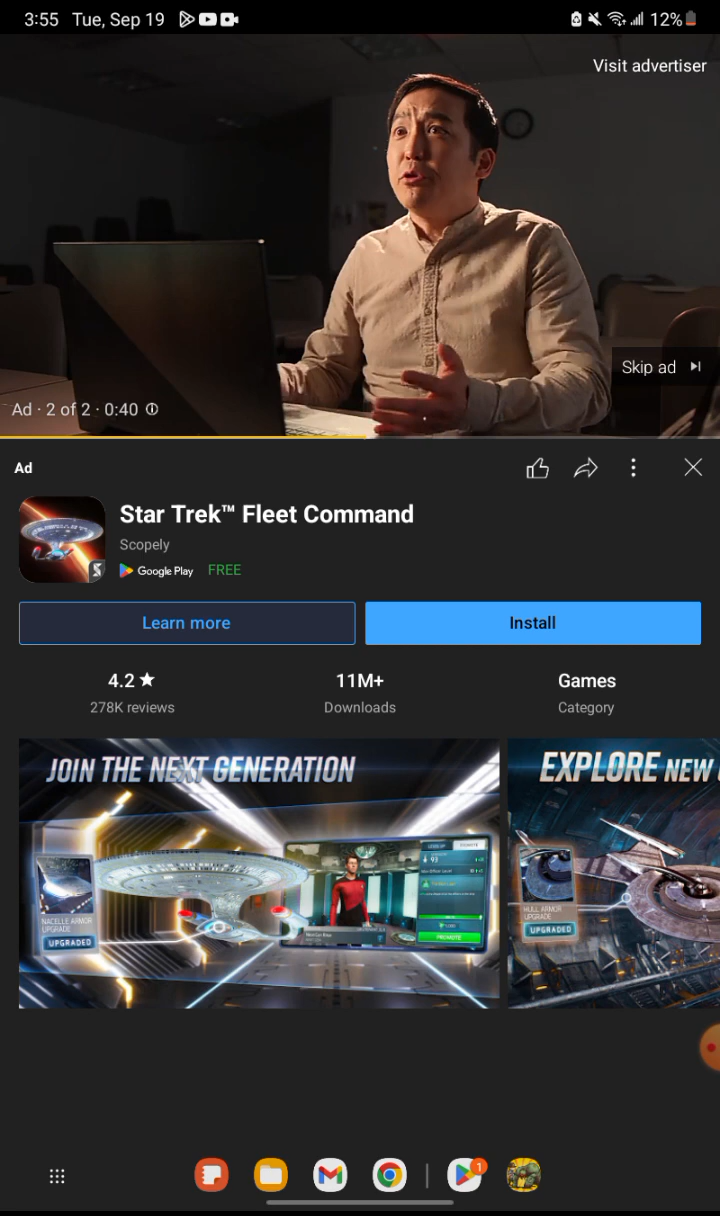 3:55 Tue, Sep 19
12%
Visit advertiser
Skip ad
Ad · 2 of 2 · 0:40
Ad
Star Trek™ Fleet Command
Scopely
Google Play FREE
Learn more
Install
4.2 ★
278K reviews
11M+
Downloads
Games
Category
JOIN THE NEXT GENERATION
NACELLE ARMOR
UPGRADE
UPGRADED
93
PROMOTE
EXPLORE NEW
HULL ARMOR
UPGRADE
UPGRADED
1